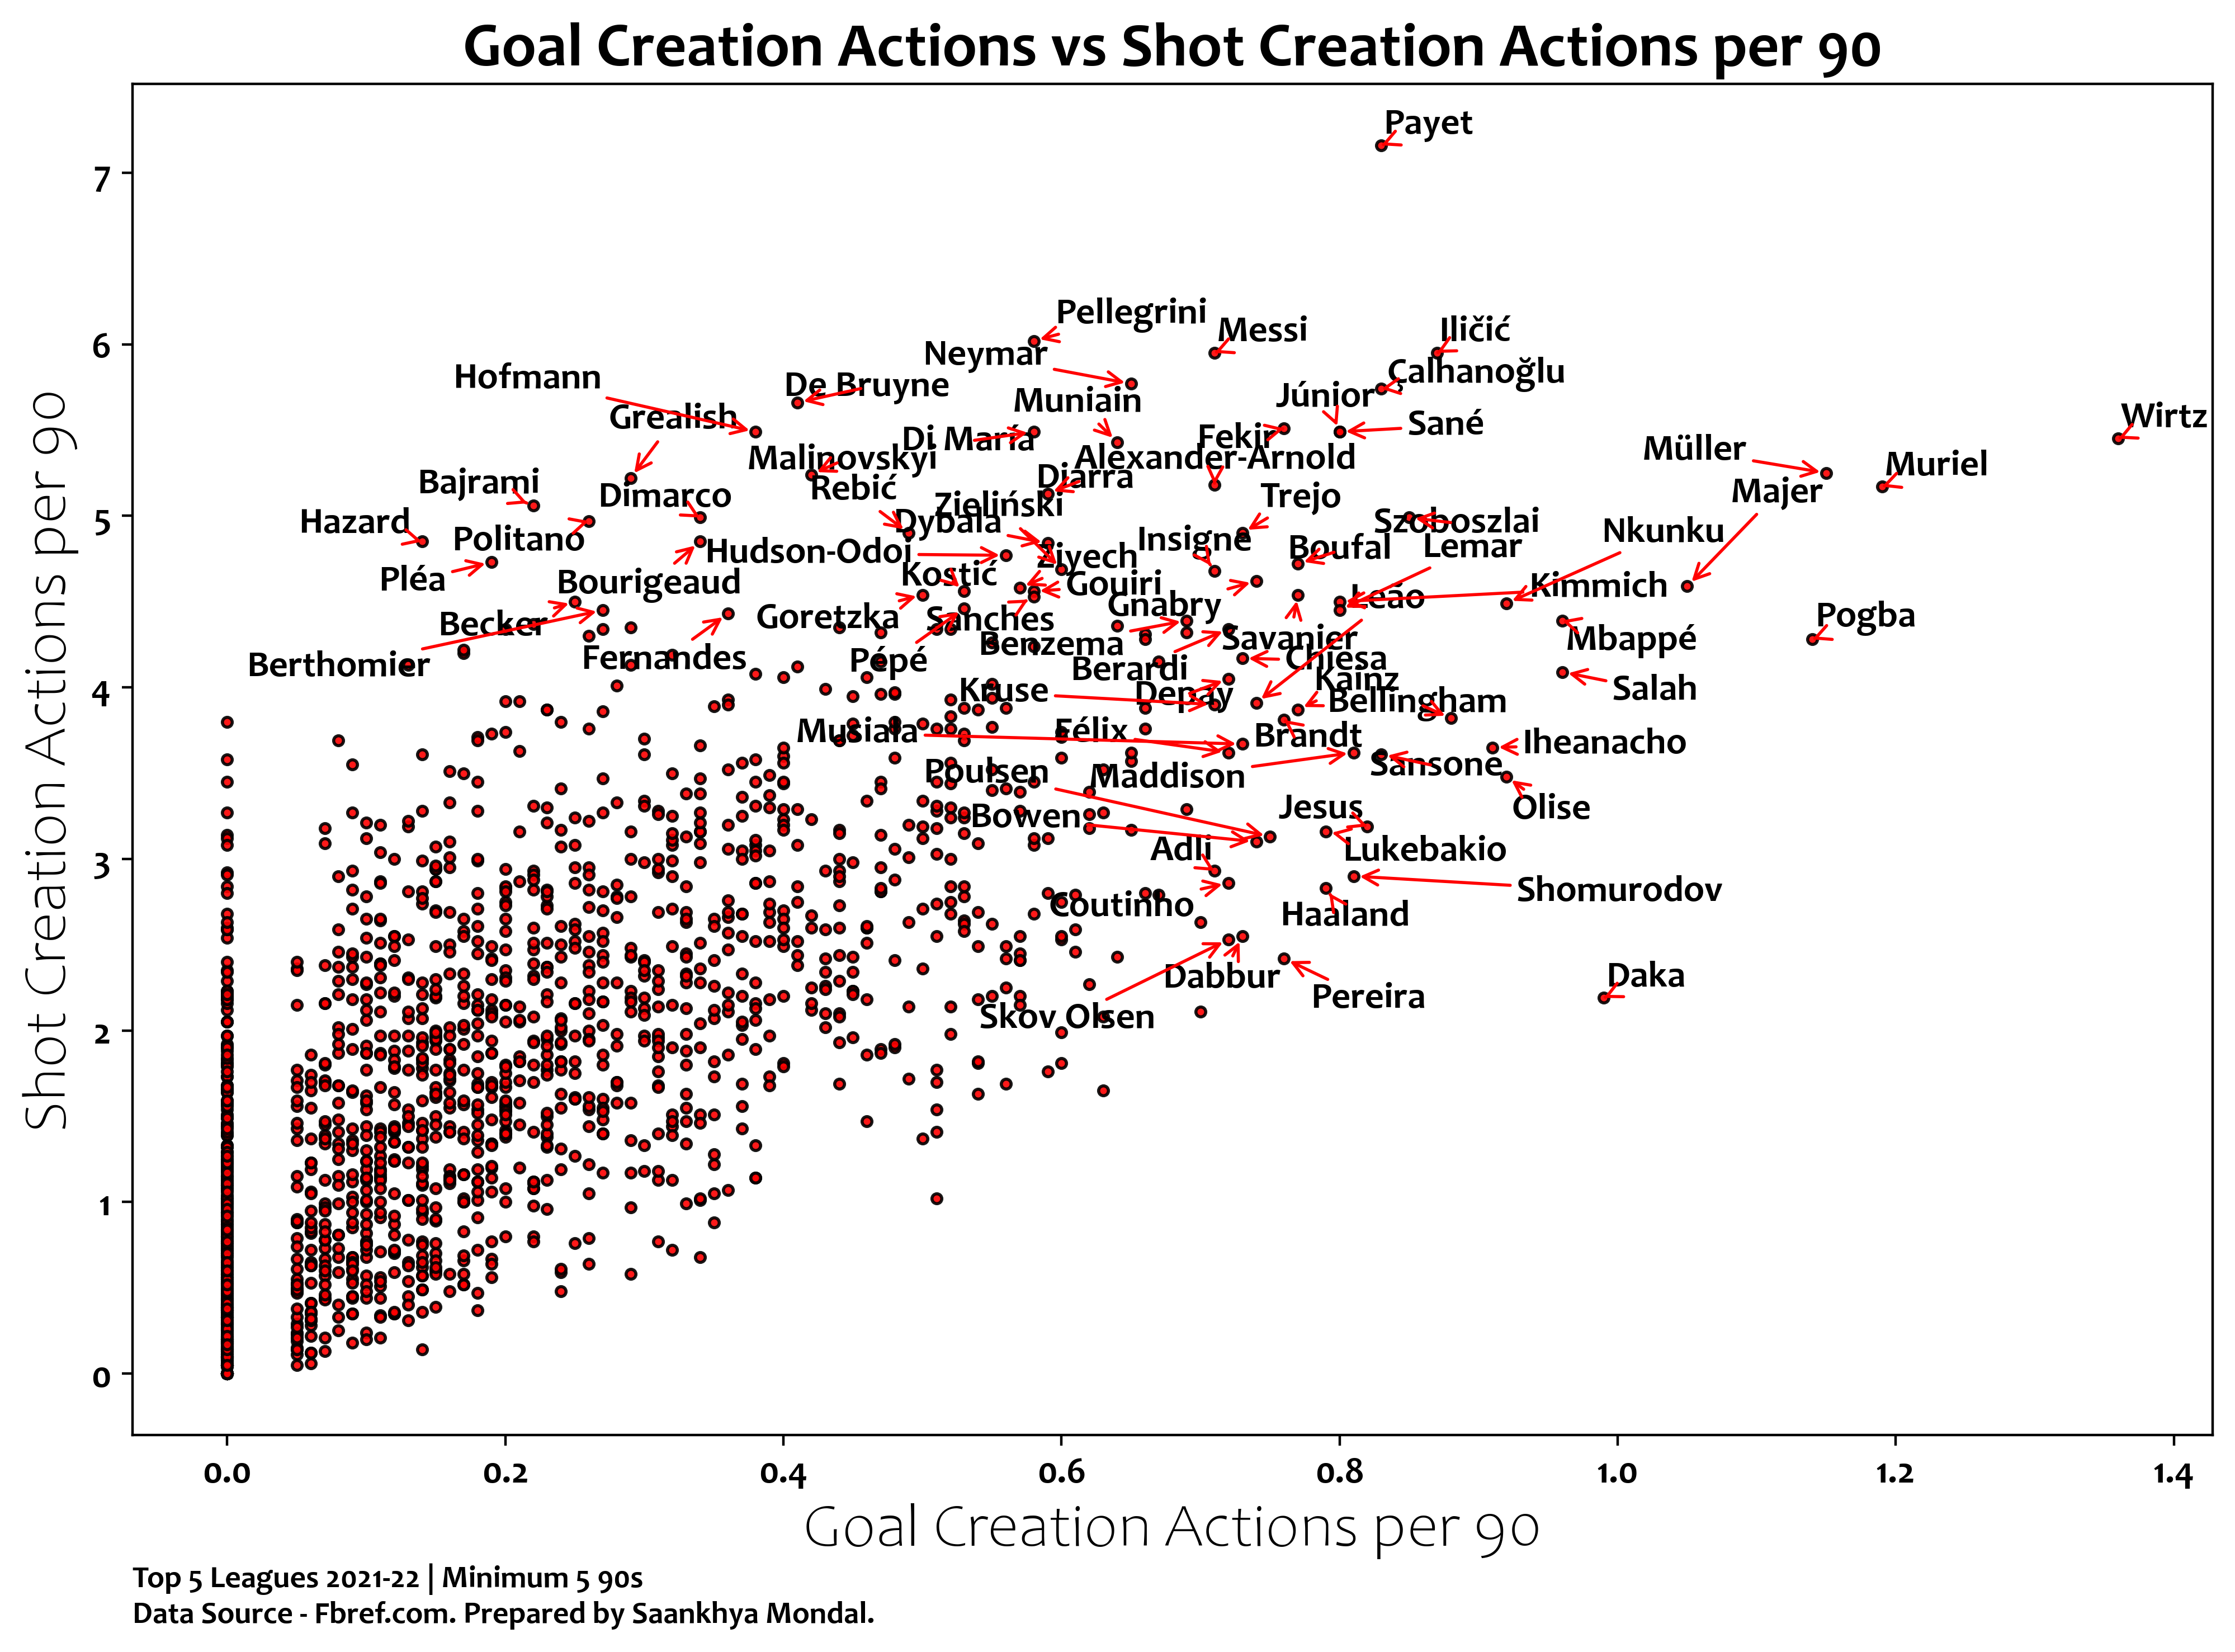 Goal Creation Actions vs Shot Creation Actions per 90
Payet
7
Pellegrini
Messi
Iličić
6
Neymar
Hofmann
De Bruyne
Çalhanoğlu
Júnior
Muniain
Grealish
Wirtz
Sané
Fekir
Di María
Müller
Malinovskyi
Alexander-Arnold
Muriel
Bajrami
Diarra
Rebić
Majer
Dimarco
Trejo
Zieliński
5
Hazard
Dybala
Szoboszlai
Nkunku
Politano
Insigne
Boufal
Lemar
Hudson-Odoi
Ziyech
Pléa
Bourigeaud
Kostić
Gouiri
Kimmich
Leão
Gnabry
Goretzka
Sanches
Pogba
Becker
Benzema
Savanier
Mbappé
Berthomier
Fernandes
Pépé
Berardi
Chiesa
Kainz
4
Kruse
Depay
Salah
Bellingham
Musiala
Félix
Brandt
Iheanacho
Poulsen
Maddison
Sansone
Bowen
Jesus
Olise
3
Adli
Lukebakio
Shomurodov
Coutinho
Haaland
Dabbur
Daka
Pereira
2
Skov Olsen
1
0
Shot Creation Actions per 90
0.0 0.2 0.4 0.6 0.8 1.0 1.2 1.4
Goal Creation Actions per 90
Top 5 Leagues 2021-22 | Minimum 5 90s
Data Source - Fbref.com. Prepared by Saankhya Mondal.